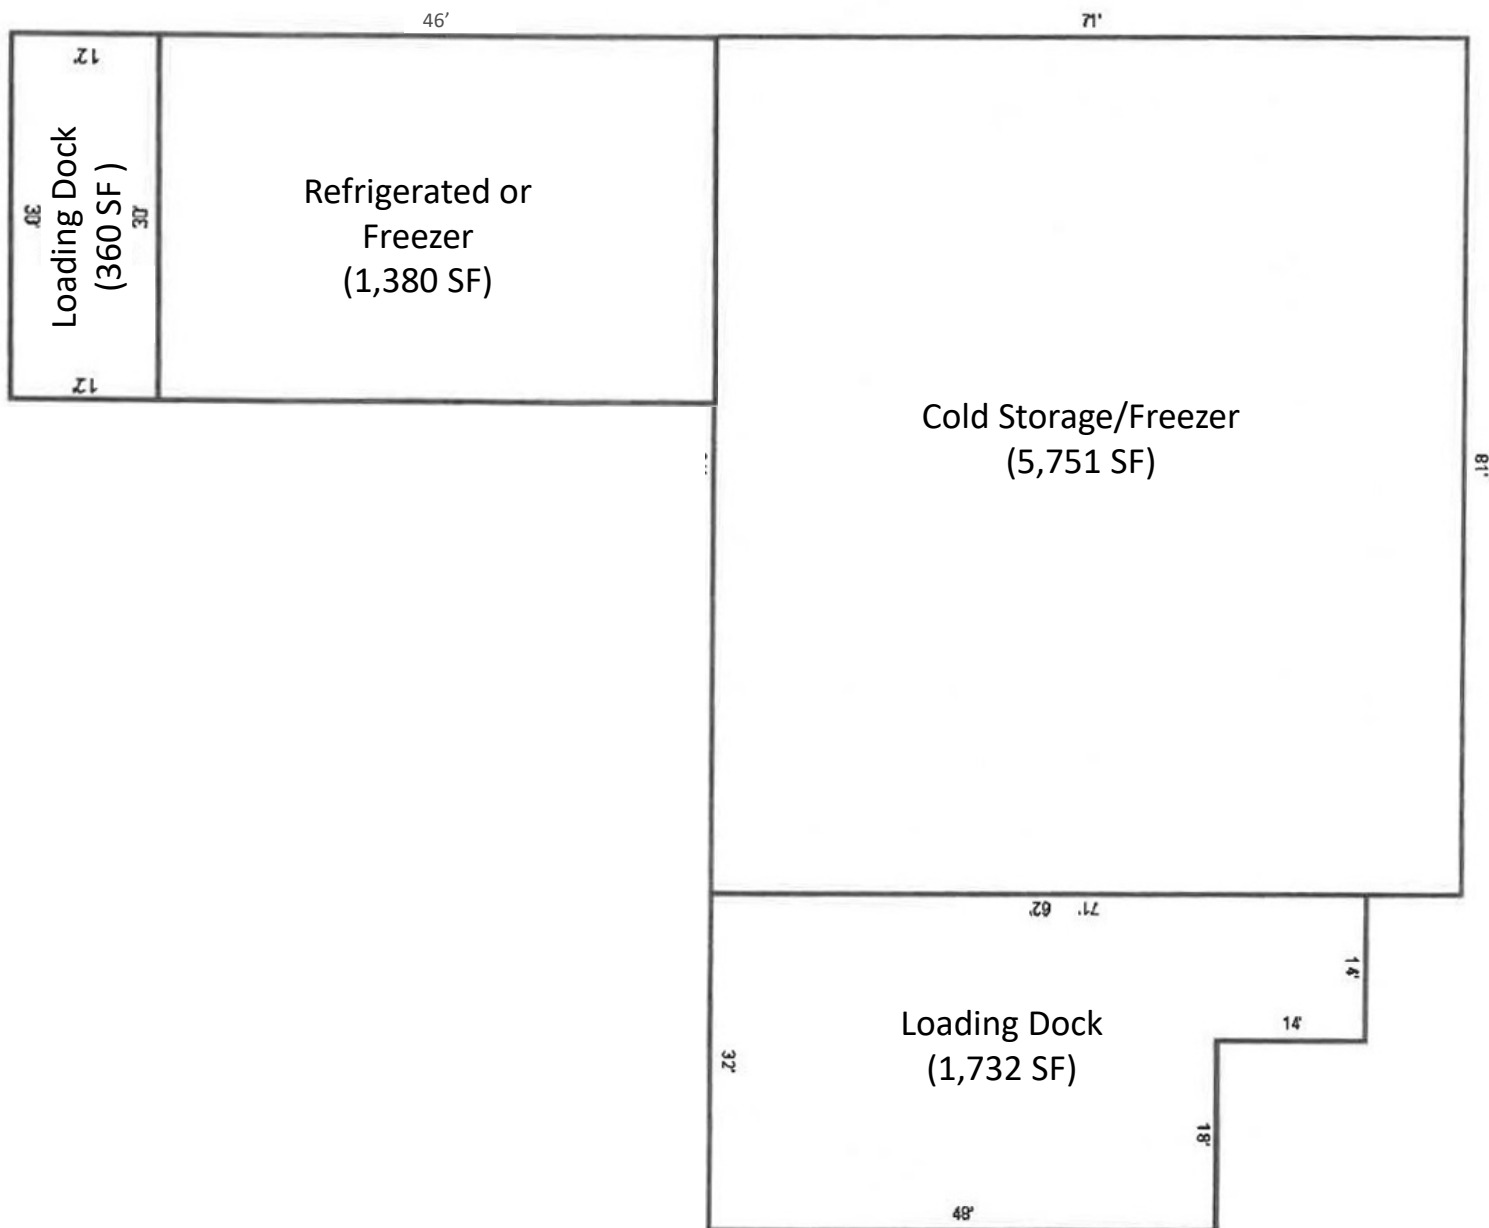 46'
71'
12'
Loading Dock
(360 SF )
30'
30'
12'
Refrigerated or
Freezer
(1,380 SF)
Cold Storage/Freezer
(5,751 SF)
81'
62' 71'
14'
14'
Loading Dock
(1,732 SF)
32'
18'
48'